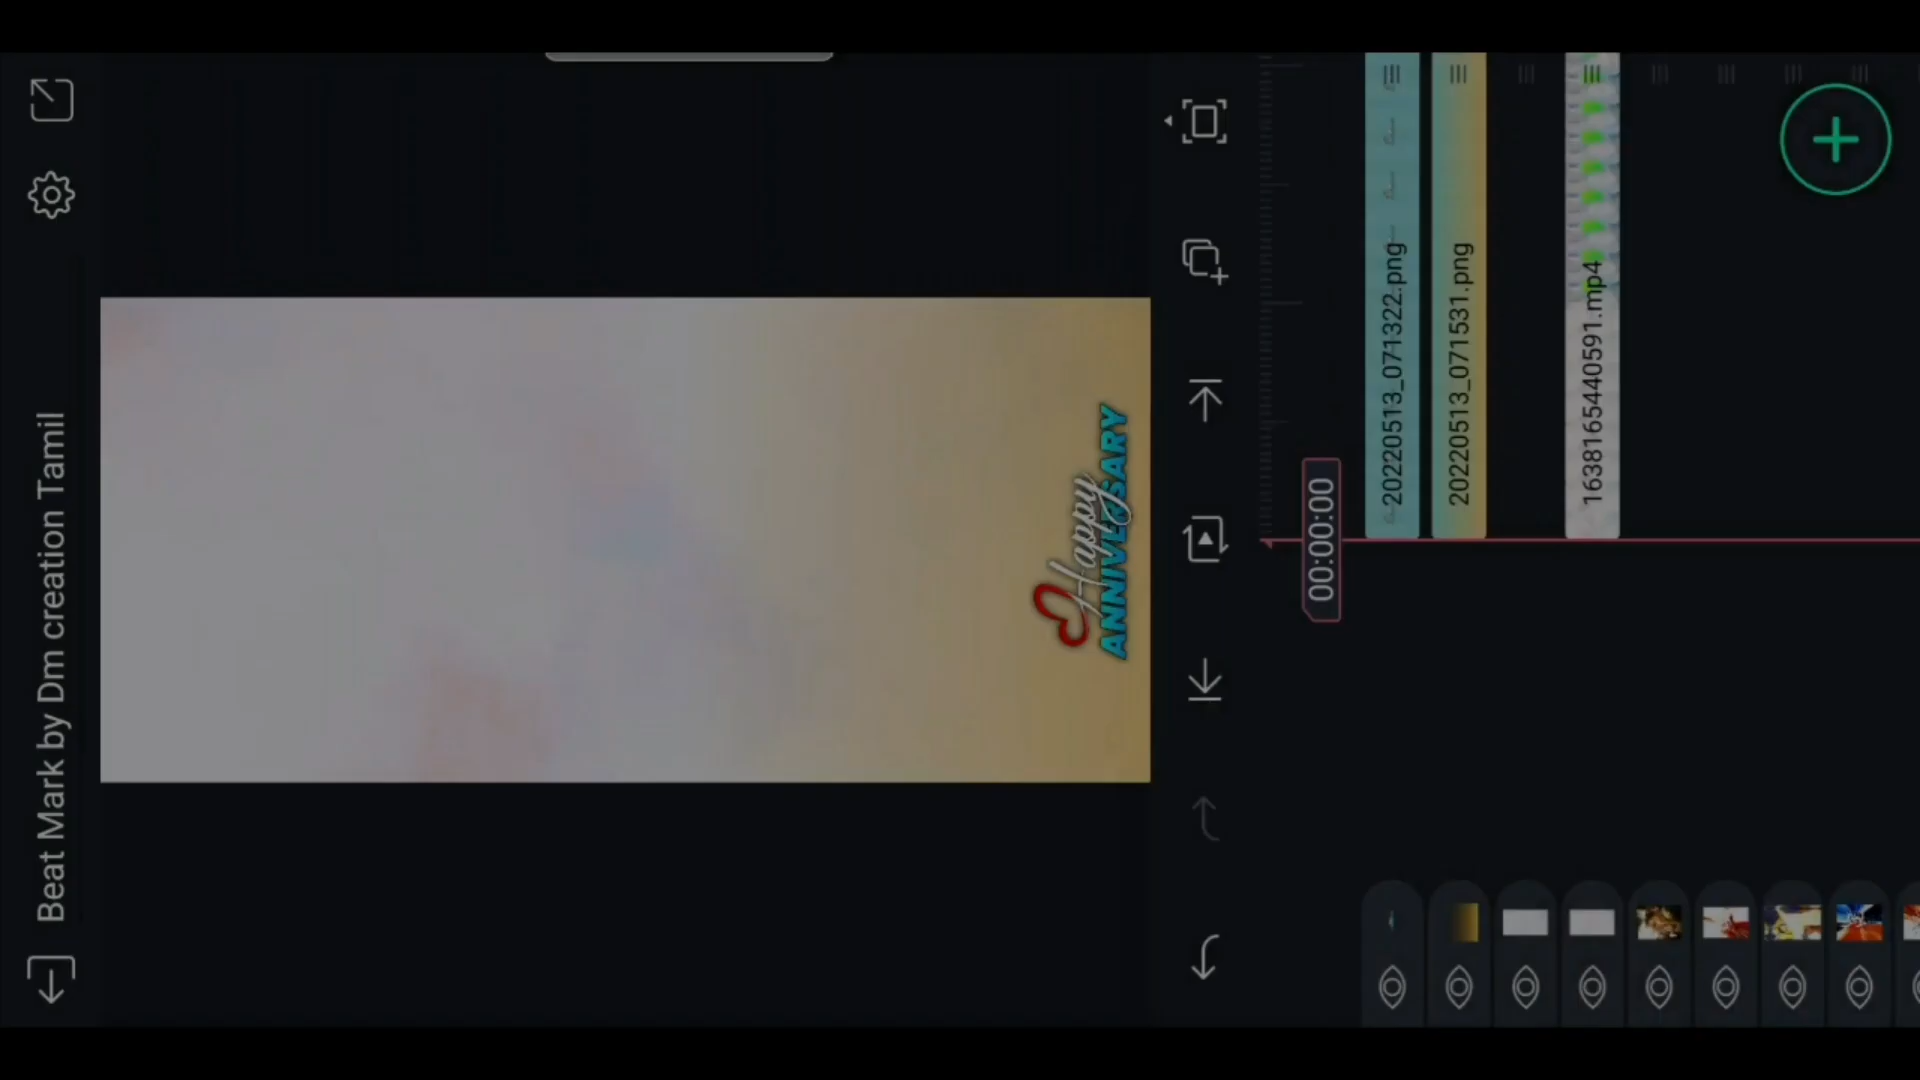 Beat Mark by Dm creation Tamil
Happy
ANNIVERSARY
00:00:00
20220513_071322.png
20220513_071531.png
1638165440591.mp4